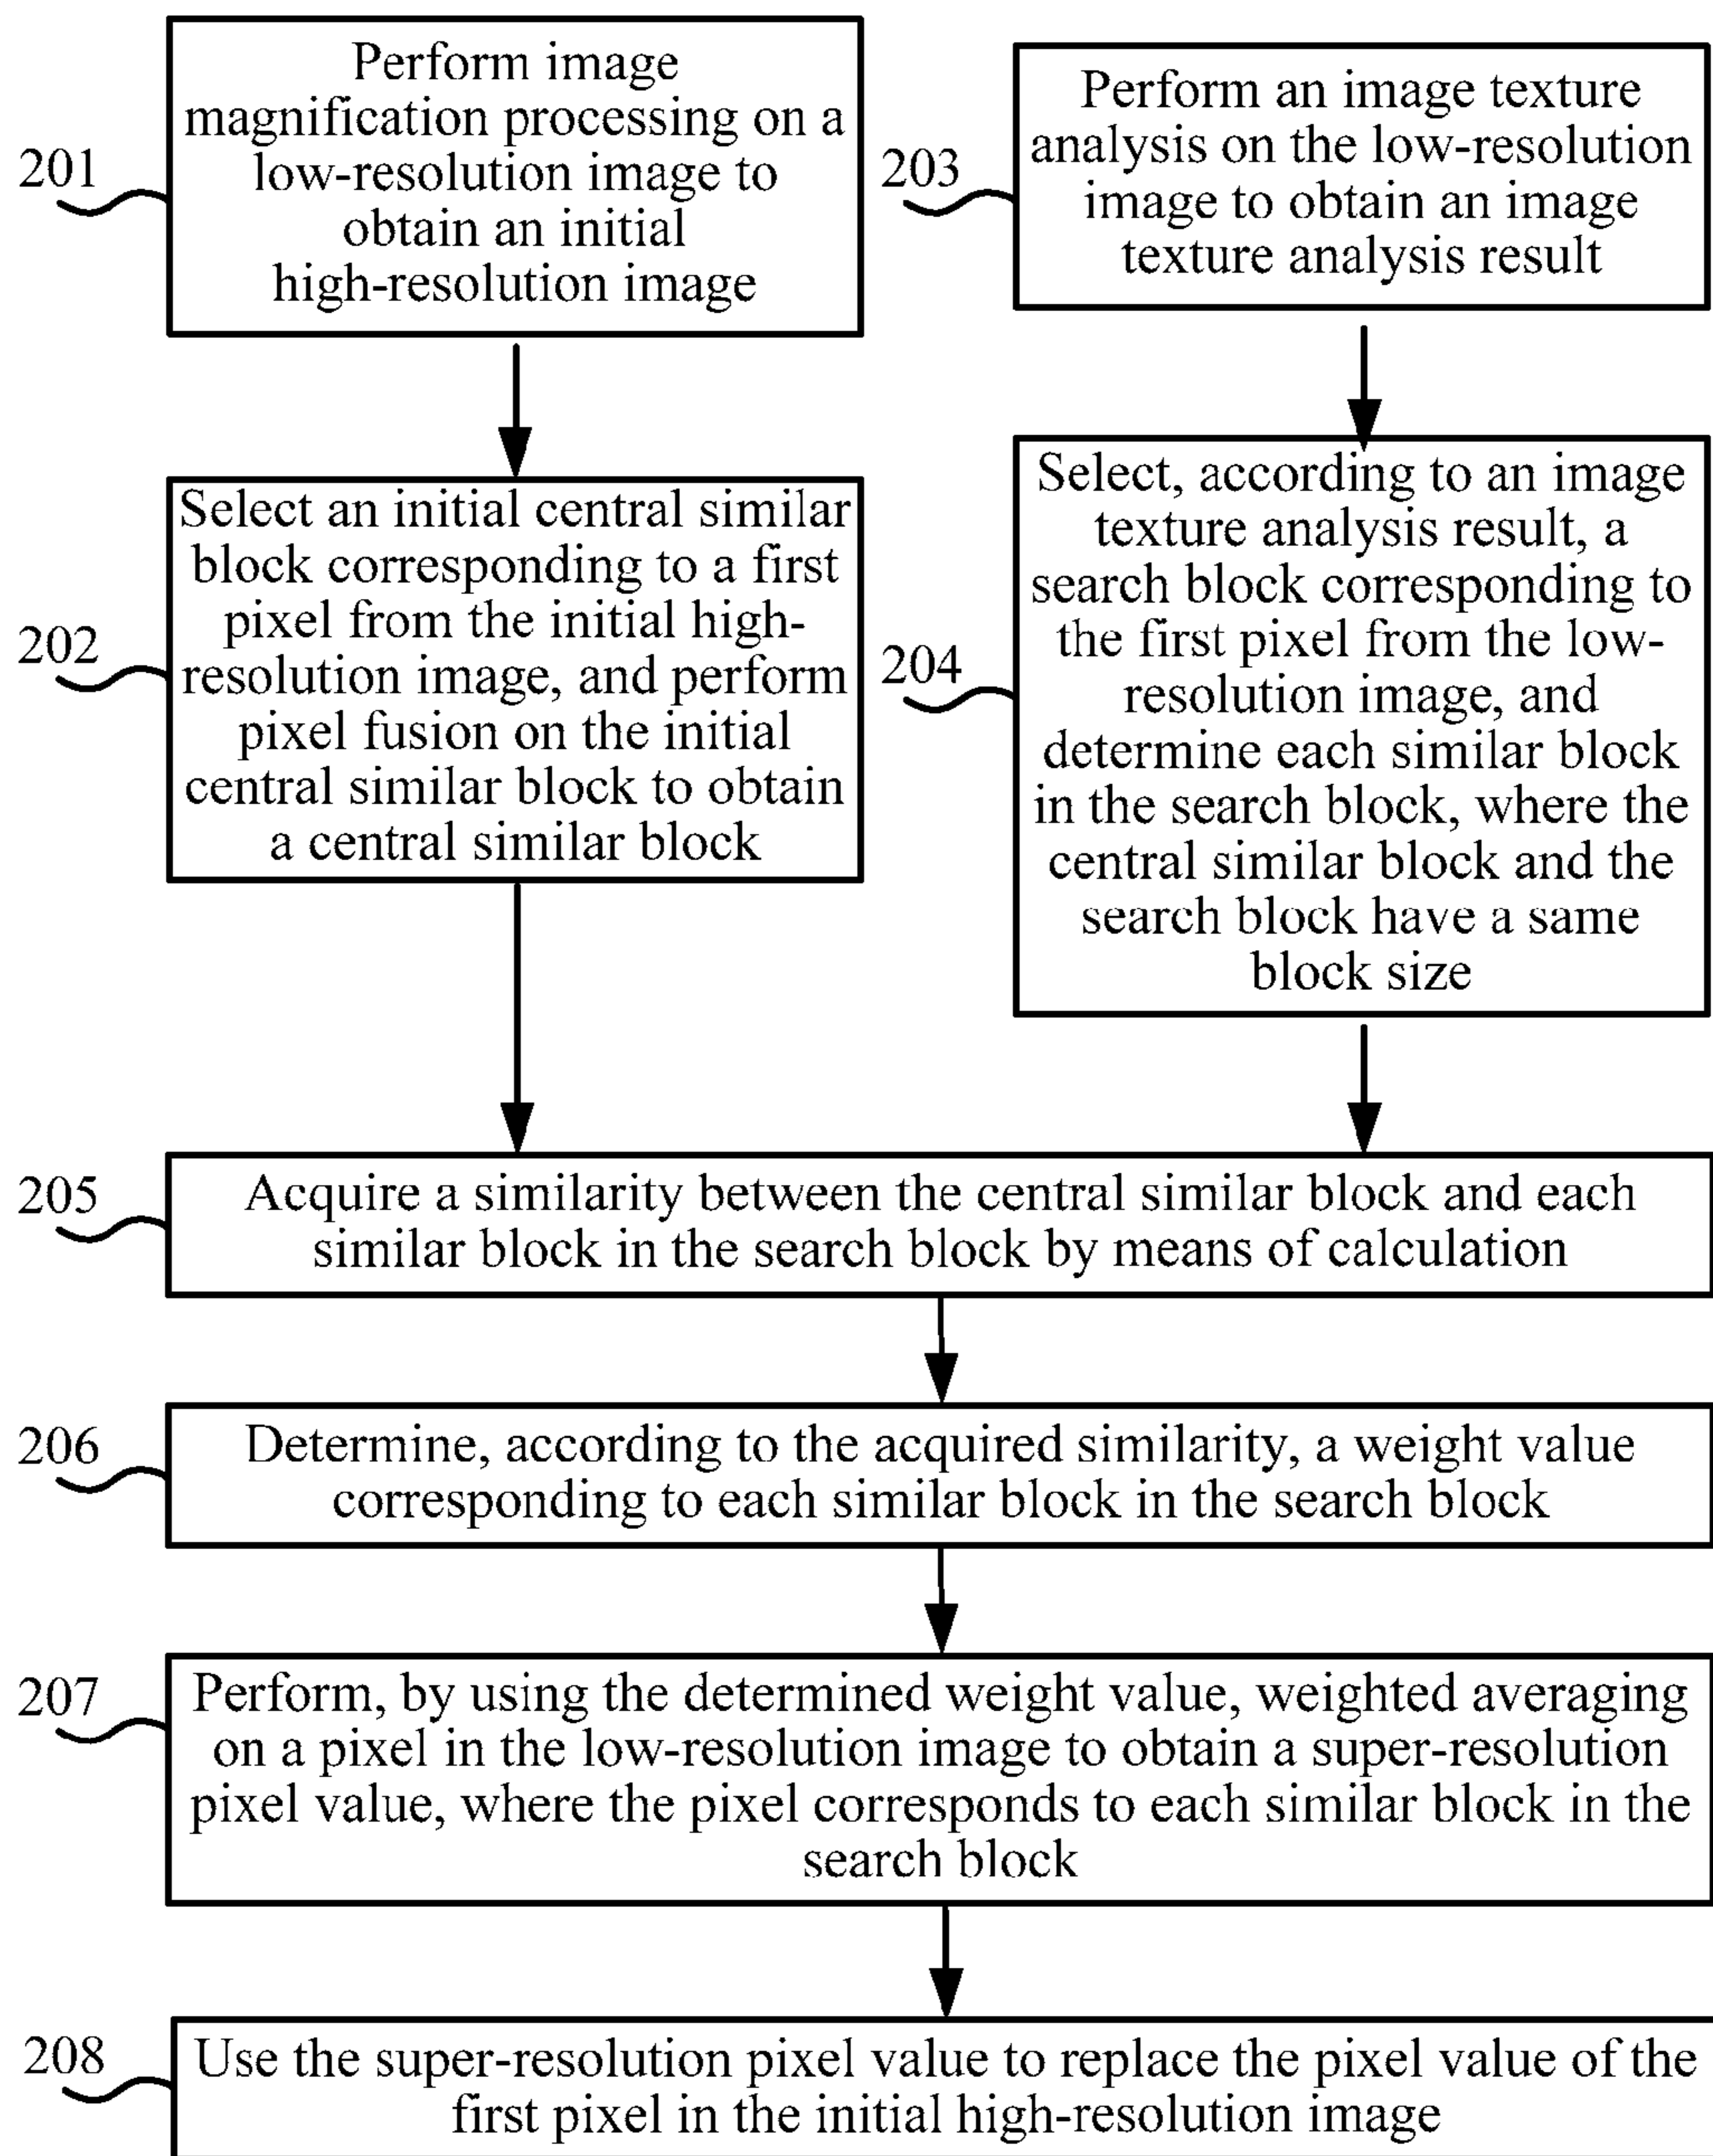 201
Perform image
magnification processing on a
low-resolution image to
obtain an initial
high-resolution image
203
Perform an image texture
analysis on the low-resolution
image to obtain an image
texture analysis result
202
Select an initial central similar
block corresponding to a first
pixel from the initial high-
resolution image, and perform
pixel fusion on the initial
central similar block to obtain
a central similar block
204
Select, according to an image
texture analysis result, a
search block corresponding to
the first pixel from the low-
resolution image, and
determine each similar block
in the search block, where the
central similar block and the
search block have a same
block size
205
Acquire a similarity between the central similar block and each
similar block in the search block by means of calculation
206
Determine, according to the acquired similarity, a weight value
corresponding to each similar block in the search block
207
Perform, by using the determined weight value, weighted averaging
on a pixel in the low-resolution image to obtain a super-resolution
pixel value, where the pixel corresponds to each similar block in the
search block
208
Use the super-resolution pixel value to replace the pixel value of the
first pixel in the initial high-resolution image